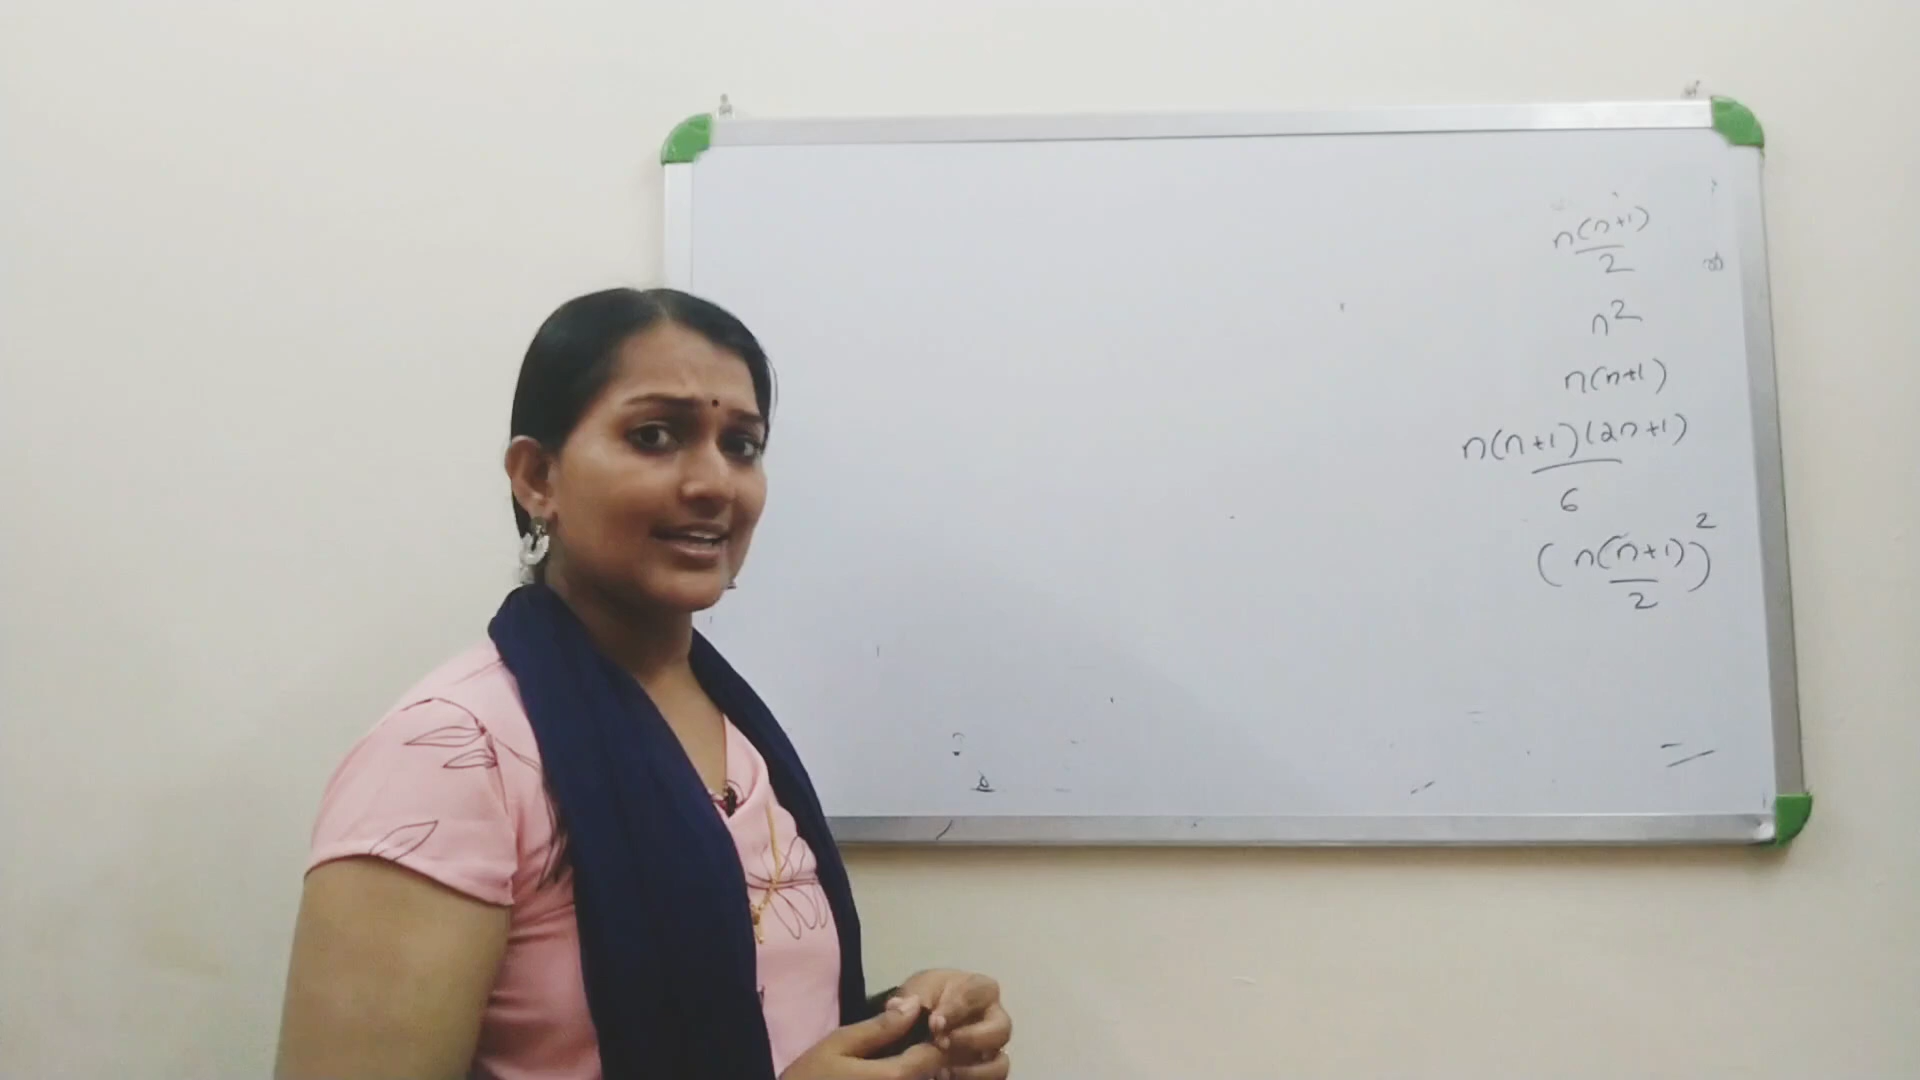 n(n+1)
2
n²
n(n+1)
n(n+1)(2n+1)
6
(n(n+1)/2)²